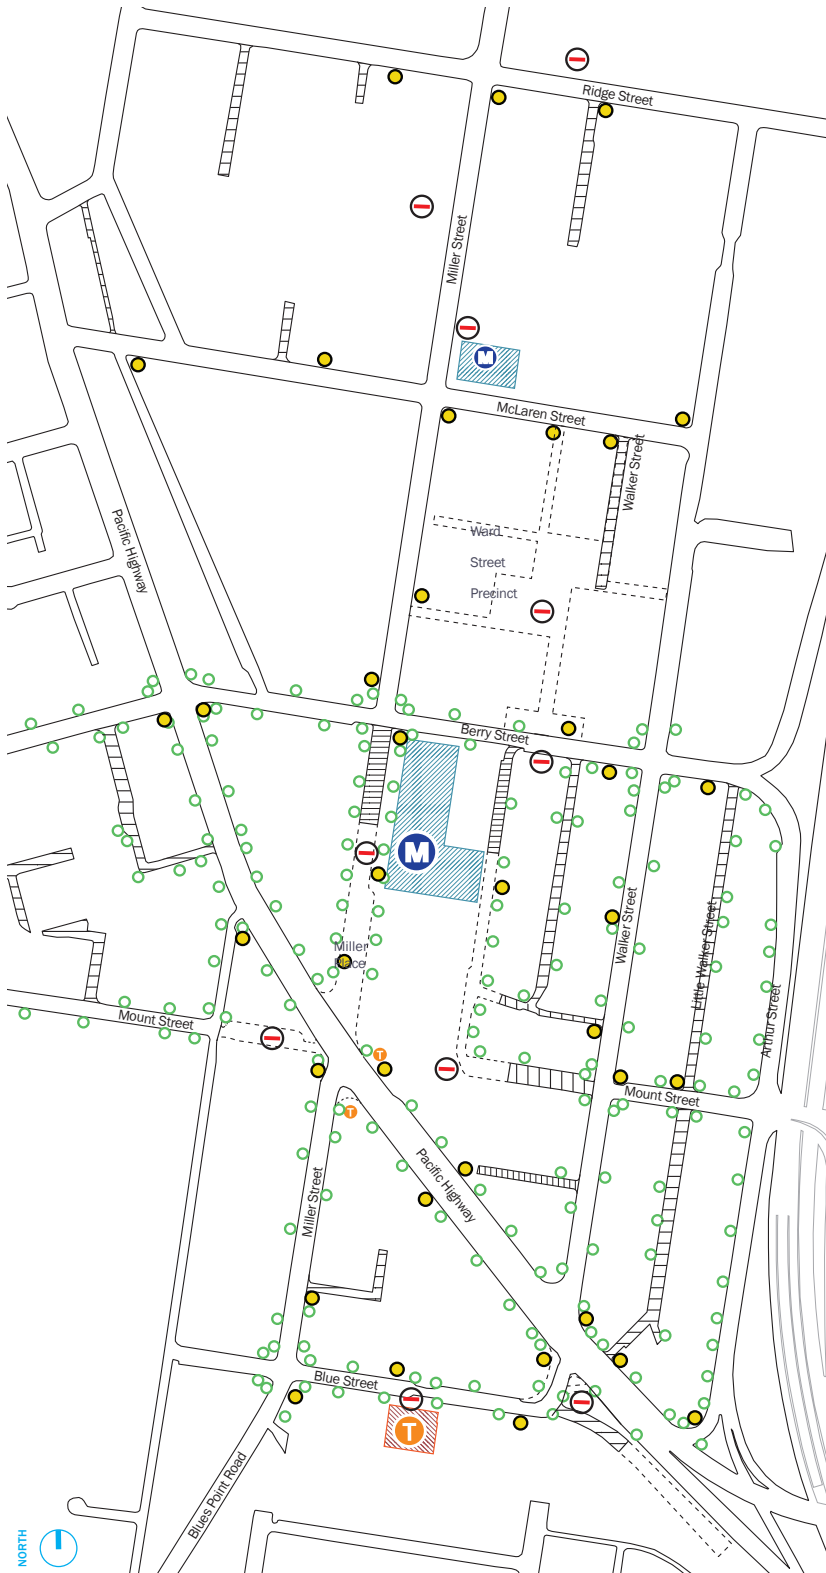 Ridge Street
Miller Street
M
McLaren Street
Walker Street
Pacific Highway
Ward
Street
Precinct
Berry Street
M
Walker Street
Little Walker Street
Miller
Place
Arthur Street
Mount Street
T
Mount Street
T
Pacific Highway
Miller Street
Blue Street
T
Blues Point Road
NORTH